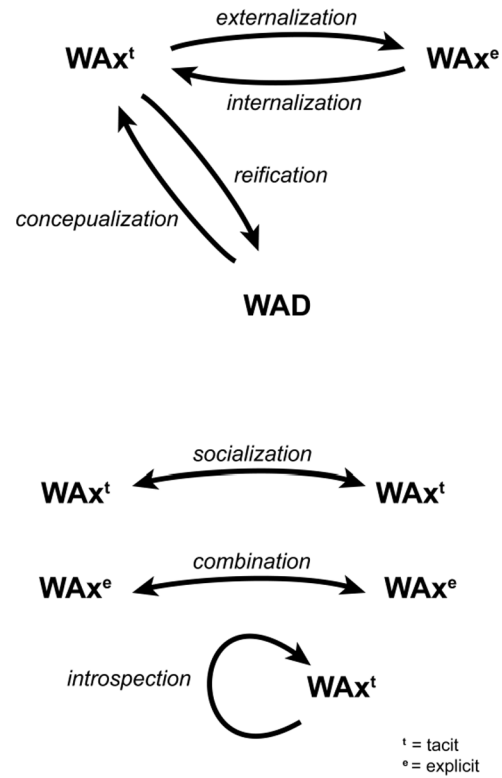 externalization
WAxᵗ WAxᵉ
internalization
reification
concepualization
WAD
socialization
WAxᵗ WAxᵗ
combination
WAxᵉ WAxᵉ
introspection
WAxᵗ
ᵗ = tacit
ᵉ = explicit